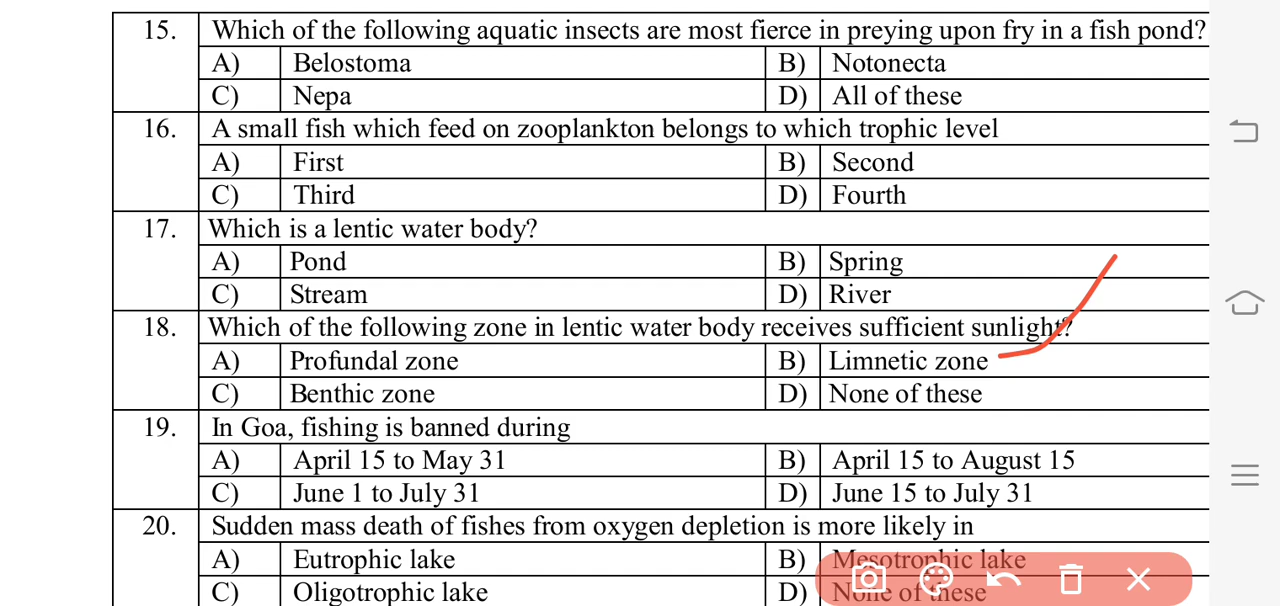 15. Which of the following aquatic insects are most fierce in preying upon fry in a fish pond?
A) Belostoma B) Notonecta
C) Nepa D) All of these
16. A small fish which feed on zooplankton belongs to which trophic level
A) First B) Second
C) Third D) Fourth
17. Which is a lentic water body?
A) Pond B) Spring
C) Stream D) River
18. Which of the following zone in lentic water body receives sufficient sunlight?
A) Profundal zone B) Limnetic zone
C) Benthic zone D) None of these
19. In Goa, fishing is banned during
A) April 15 to May 31 B) April 15 to August 15
C) June 1 to July 31 D) June 15 to July 31
20. Sudden mass death of fishes from oxygen depletion is more likely in
A) Eutrophic lake B) Mesotrophic lake
C) Oligotrophic lake D) None of these